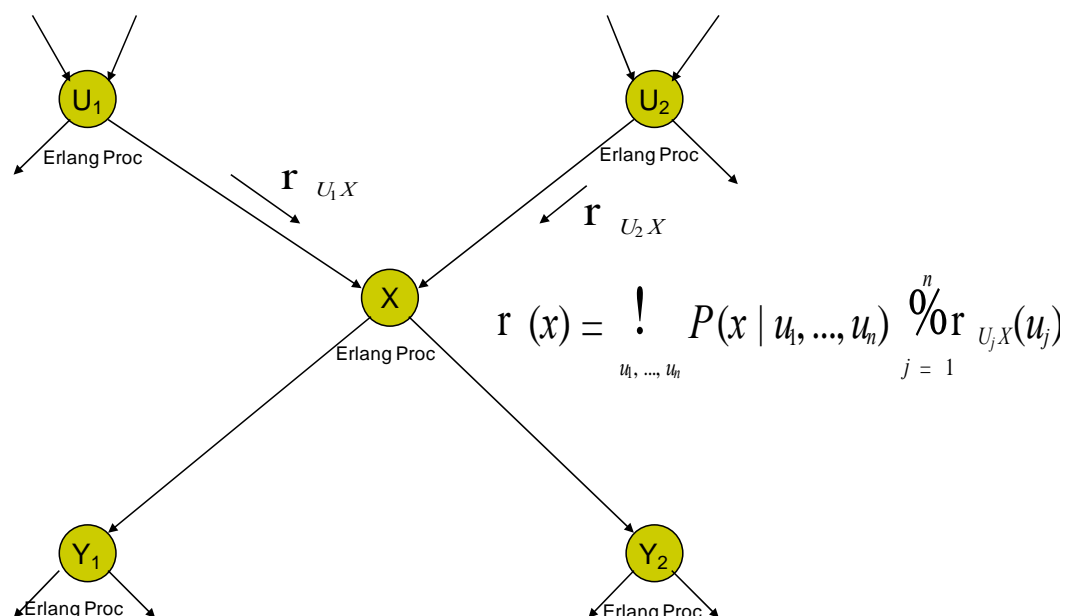 U₁
U₂
Erlang Proc
Erlang Proc
r U₁X
r U₂X
X
Erlang Proc
r (x) = ! P(x | u₁, ..., uₙ) % r UⱼX(uⱼ)
u₁, ..., uₙ
n
j = 1
Y₁
Y₂
Erlang Proc
Erlang Proc